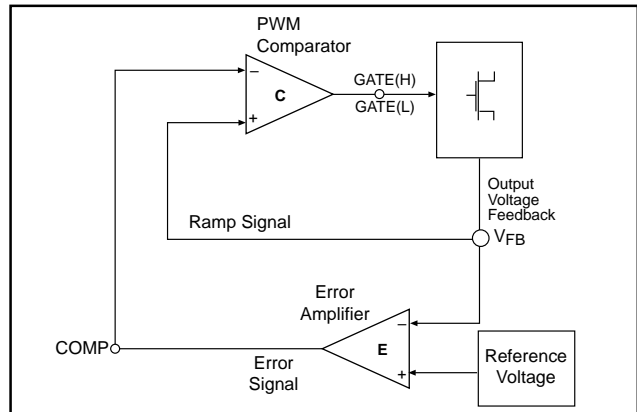 PWM
Comparator
−
C
+
GATE(H)
GATE(L)
Output
Voltage
Feedback
VFB
Ramp Signal
Error
Amplifier
−
E
+
COMP
Error
Signal
Reference
Voltage